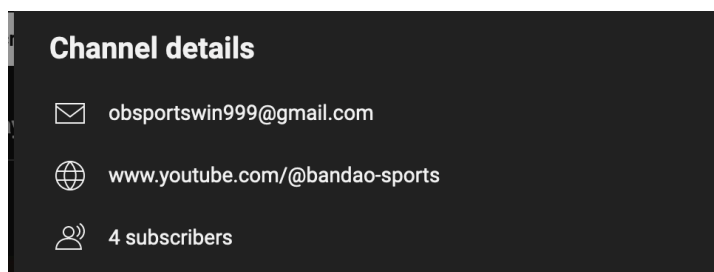 Channel details
obsportswin999@gmail.com
www.youtube.com/@bandao-sports
4 subscribers